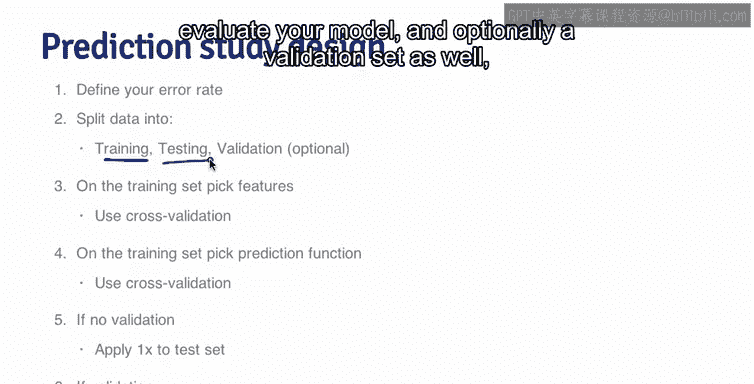 evaluate your model, and optionally a
validation set as well,
Prediction study design
1. Define your error rate
2. Split data into:
· Training, Testing, Validation (optional)
3. On the training set pick features
· Use cross-validation
4. On the training set pick prediction function
· Use cross-validation
5. If no validation
· Apply 1x to test set